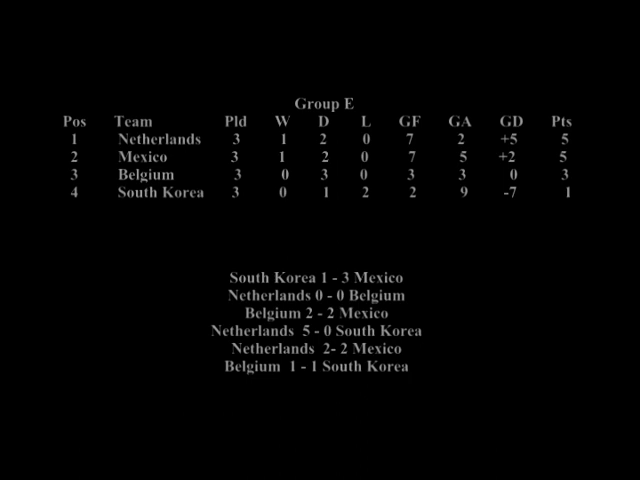 Group E
Pos Team Pld W D L GF GA GD Pts
1 Netherlands 3 1 2 0 7 2 +5 5
2 Mexico 3 1 2 0 7 5 +2 5
3 Belgium 3 0 3 0 3 3 0 3
4 South Korea 3 0 1 2 2 9 -7 1
South Korea 1 - 3 Mexico
Netherlands 0 - 0 Belgium
Belgium 2 - 2 Mexico
Netherlands 5 - 0 South Korea
Netherlands 2- 2 Mexico
Belgium 1 - 1 South Korea